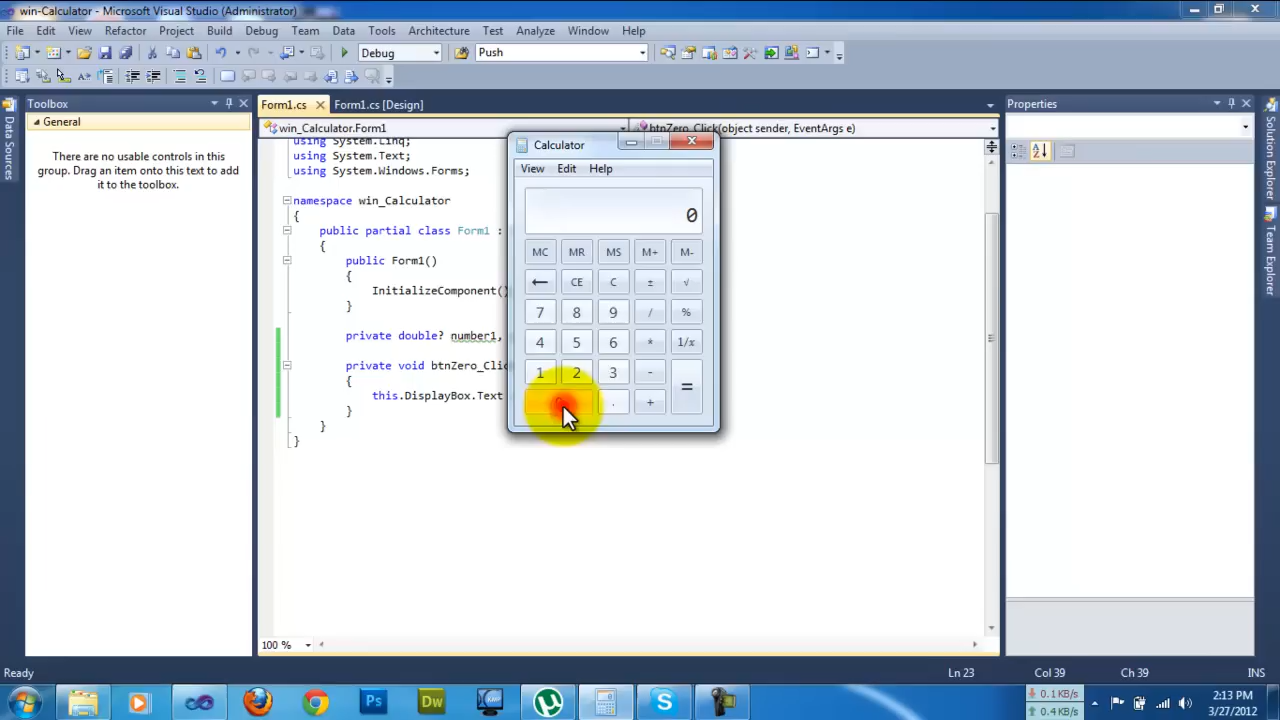 win-Calculator - Microsoft Visual Studio (Administrator)
File Edit View Refactor Project Build Debug Team Data Tools Architecture Test Analyze Window Help
Debug Push
Toolbox
General
There are no usable controls in this
group. Drag an item onto this text to add
it to the toolbox.
Data Sources
Form1.cs Form1.cs [Design]
win_Calculator.Form1 btnZero_Click(object sender, EventArgs e)
using System.Linq;
using System.Text;
using System.Windows.Forms;
namespace win_Calculator
{
public partial class Form1 :
{
public Form1()
{
InitializeComponent()
}
private double? number1,
private void btnZero_Clic
{
this.DisplayBox.Text
}
}
}
Calculator
View Edit Help
0
MC MR MS M+ M-
← CE C ± √
7 8 9 / %
4 5 6 * 1/x
1 2 3 - =
0 . +
Properties
Solution Explorer
Team Explorer
100 %
Ready Ln 23 Col 39 Ch 39 INS
Ps Dw
0.1 KB/s
0.4 KB/s
2:13 PM
3/27/2012